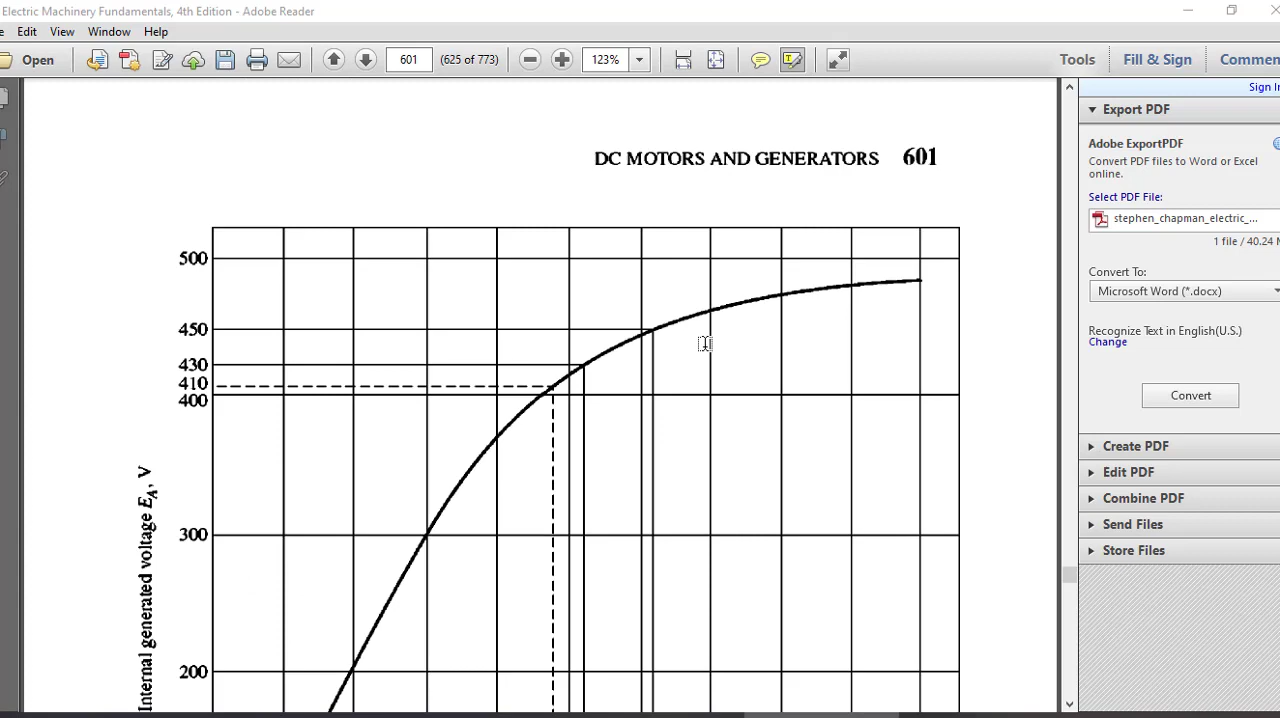 Electric Machinery Fundamentals, 4th Edition - Adobe Reader
Edit View Window Help
Open 601 (625 of 773) 123% Tools Fill & Sign Commen
Sign In
Export PDF
Adobe ExportPDF
Convert PDF files to Word or Excel
online.
Select PDF File:
stephen_chapman_electric_...
1 file / 40.24 M
Convert To:
Microsoft Word (*.docx)
Recognize Text in English(U.S.)
Change
Convert
Create PDF
Edit PDF
Combine PDF
Send Files
Store Files
DC MOTORS AND GENERATORS 601
500
450
430
410
400
300
200
Internal generated voltage EA, V